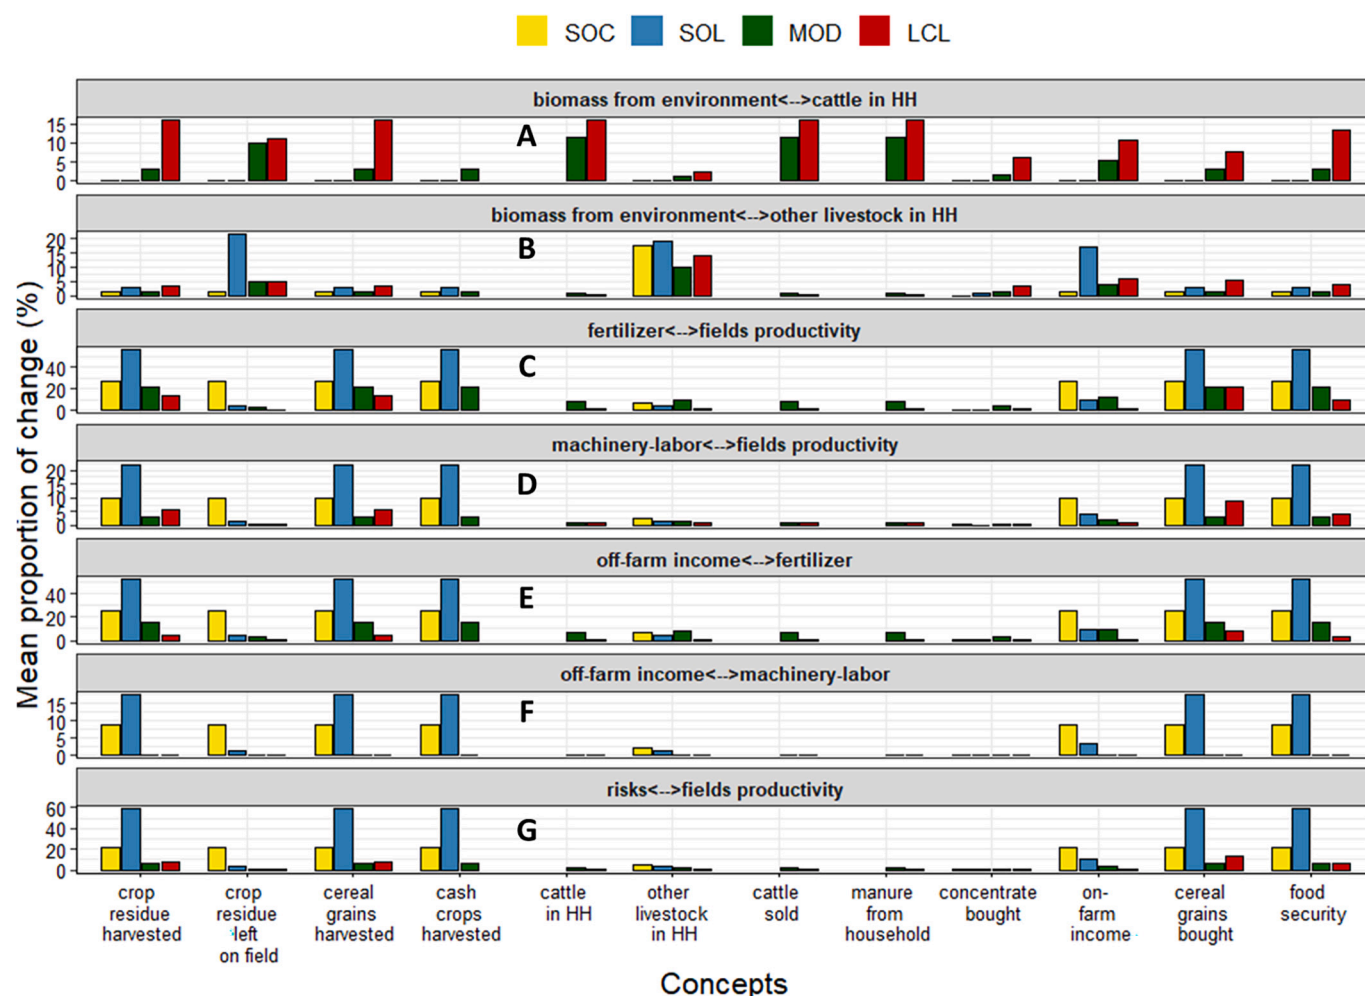 SOC SOL MOD LCL
biomass from environment<-->cattle in HH
15
10
5
0
A
biomass from environment<-->other livestock in HH
20
15
10
5
0
B
fertilizer<-->fields productivity
40
20
0
C
machinery-labor<-->fields productivity
20
15
10
5
0
D
off-farm income<-->fertilizer
40
20
0
E
off-farm income<-->machinery-labor
15
10
5
0
F
risks<-->fields productivity
60
40
20
0
G
Mean proportion of change (%)
crop
residue
harvested
crop
residue
left
on field
cereal
grains
harvested
cash
crops
harvested
cattle
in HH
other
livestock
in HH
cattle
sold
manure
from
household
concentrate
bought
on-
farm
income
cereal
grains
bought
food
security
Concepts